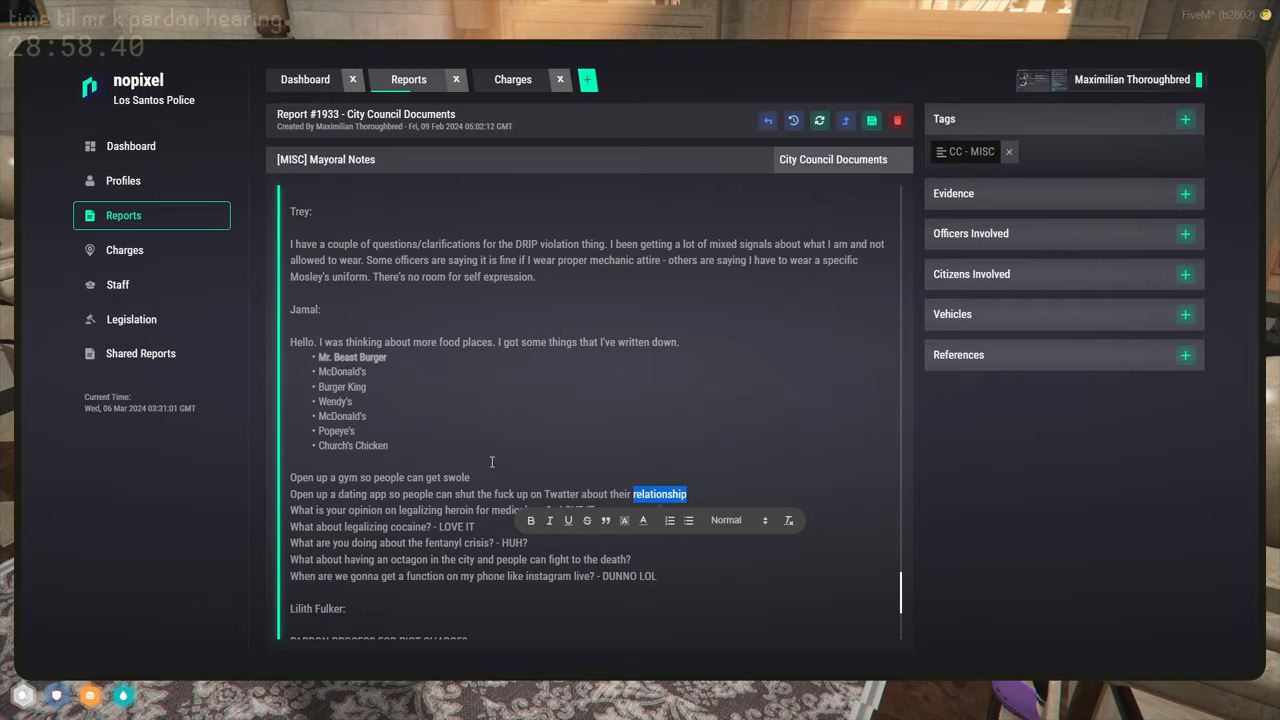 time til mr k pardon hearing
28:58.40
FiveM® (b2802)
nopixel
Los Santos Police
Dashboard x
Reports x
Charges x
+
Maximilian Thoroughbred
Dashboard
Profiles
Reports
Charges
Staff
Legislation
Shared Reports
Current Time:
Wed, 06 Mar 2024 03:31:01 GMT
Report #1933 - City Council Documents
Created By Maximilian Thoroughbred · Fri, 09 Feb 2024 05:02:12 GMT
[MISC] Mayoral Notes
City Council Documents
Trey:
I have a couple of questions/clarifications for the DRIP violation thing. I been getting a lot of mixed signals about what I am and not
allowed to wear. Some officers are saying it is fine if I wear proper mechanic attire - others are saying I have to wear a specific
Mosley's uniform. There's no room for self expression.
Jamal:
Hello. I was thinking about more food places. I got some things that I've written down.
• Mr. Beast Burger
• McDonald's
• Burger King
• Wendy's
• McDonald's
• Popeye's
• Church's Chicken
Open up a gym so people can get swole
Open up a dating app so people can shut the fuck up on Twatter about their relationship
What is your opinion on legalizing heroin for
What about legalizing cocaine? - LOVE IT
What are you doing about the fentanyl crisis? - HUH?
What about having an octagon in the city and people can fight to the death?
When are we gonna get a function on my phone like instagram live? - DUNNO LOL
Lilith Fulker:
PARDON PROCESS FOR RIOT CHARGES
B I U S A A Normal
Tags +
CC - MISC x
Evidence +
Officers Involved +
Citizens Involved +
Vehicles +
References +